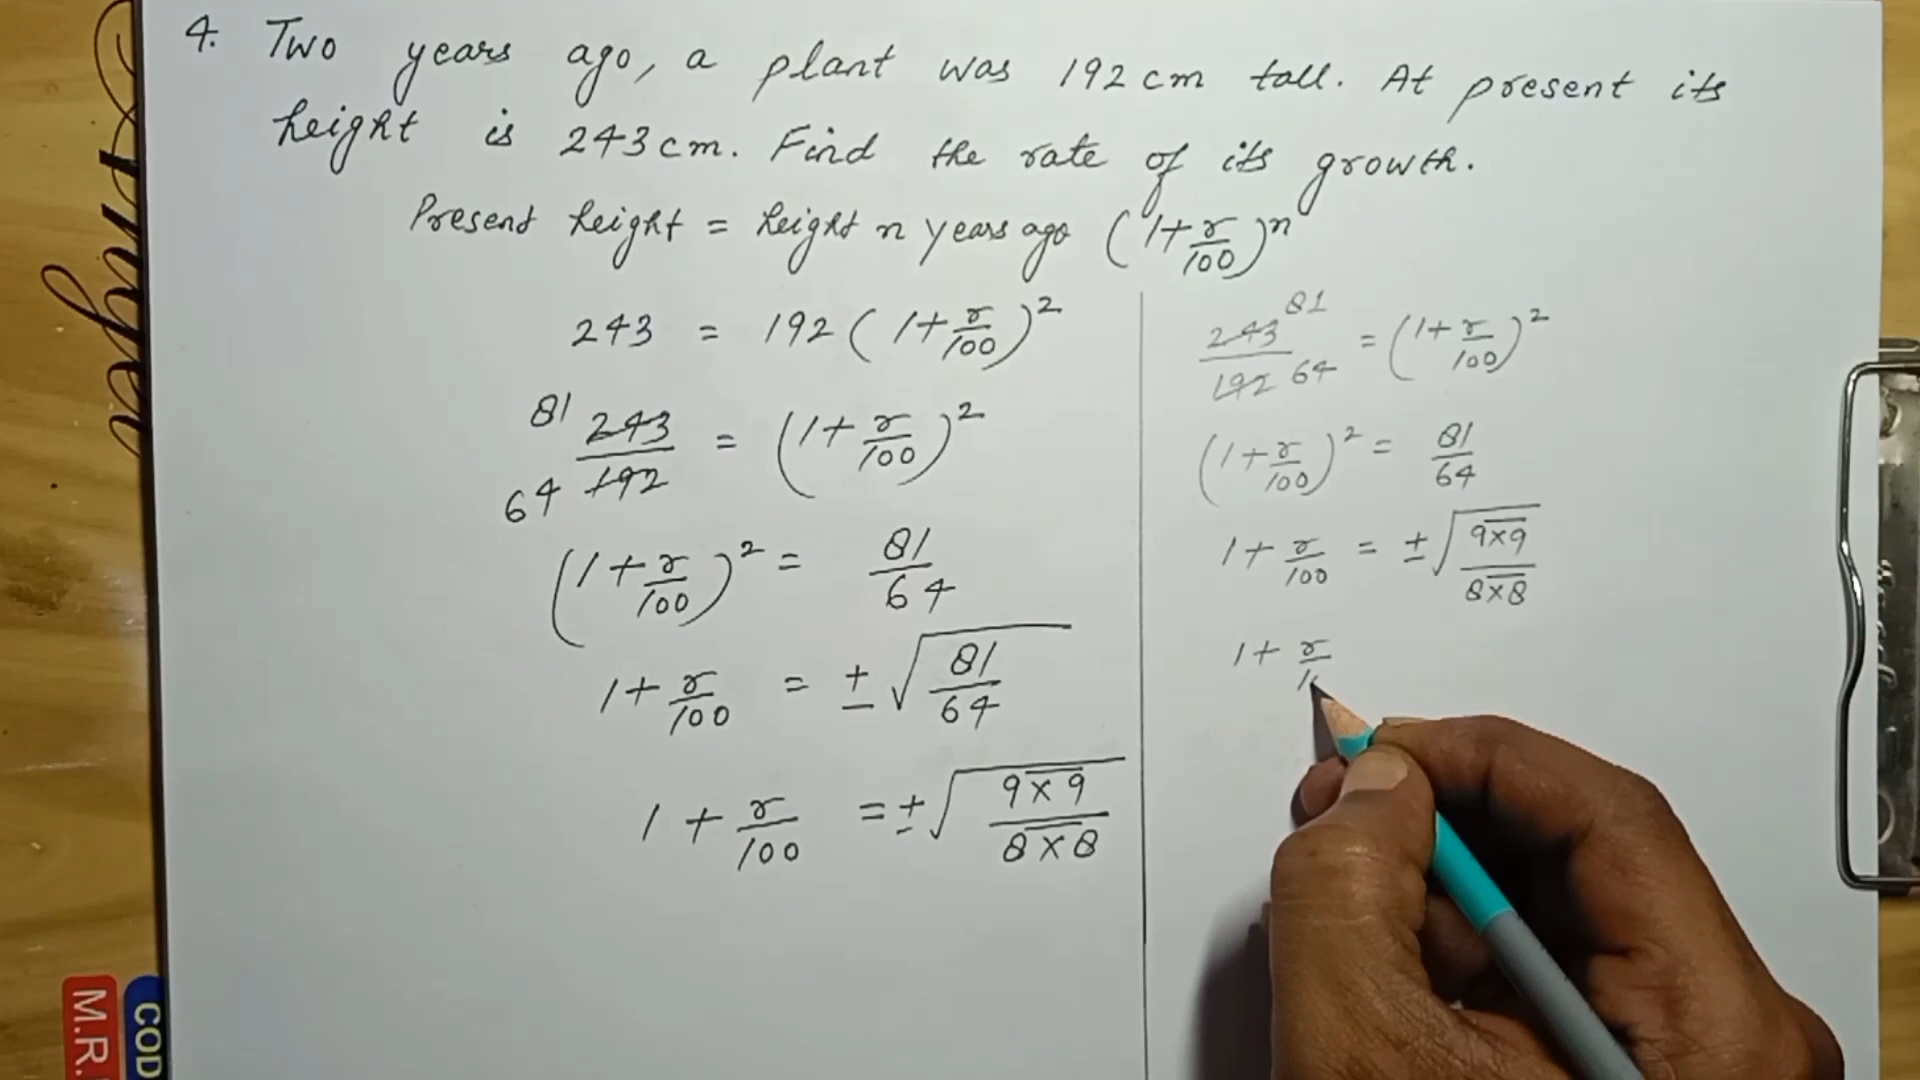 4. Two years ago, a plant was 192 cm tall. At present its
height is 243 cm. Find the rate of its growth.
Present height = height n years ago (1 + r/100)^n
243 = 192 (1 + r/100)^2
81 243/192 64 = (1 + r/100)^2
(1 + r/100)^2 = 81/64
1 + r/100 = ± √(81/64)
1 + r/100 = ± √(9×9/8×8)
243 81/192 64 = (1 + r/100)^2
(1 + r/100)^2 = 81/64
1 + r/100 = ± √(9×9/8×8)
1 + r/1
M.R.
COD